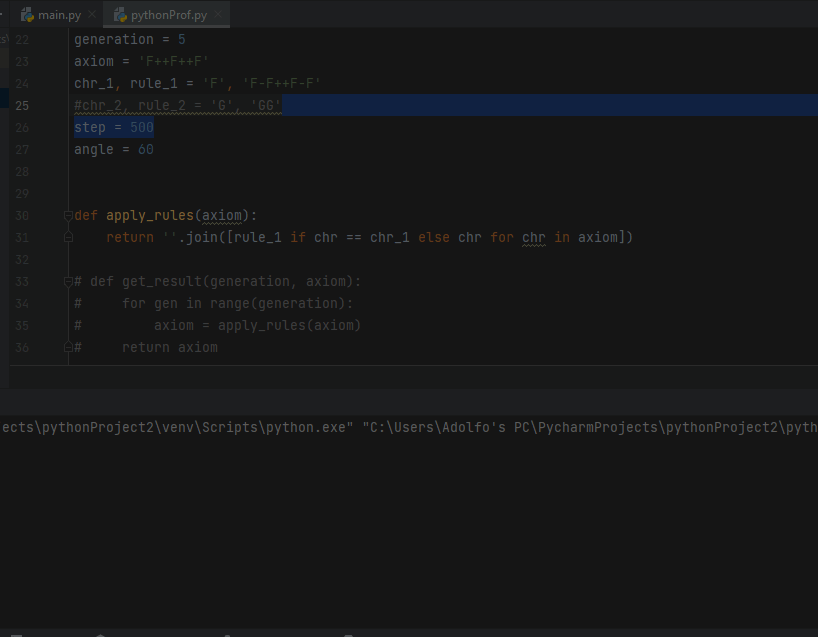 main.py pythonProf.py
22 generation = 5
23 axiom = 'F++F++F'
24 chr_1, rule_1 = 'F', 'F-F++F-F'
25 #chr_2, rule_2 = 'G', 'GG'
26 step = 500
27 angle = 60
28
29
30 def apply_rules(axiom):
31 return ''.join([rule_1 if chr == chr_1 else chr for chr in axiom])
32
33 # def get_result(generation, axiom):
34 # for gen in range(generation):
35 # axiom = apply_rules(axiom)
36 # return axiom
ects\pythonProject2\venv\Scripts\python.exe" "C:\Users\Adolfo's PC\PycharmProjects\pythonProject2\pyth